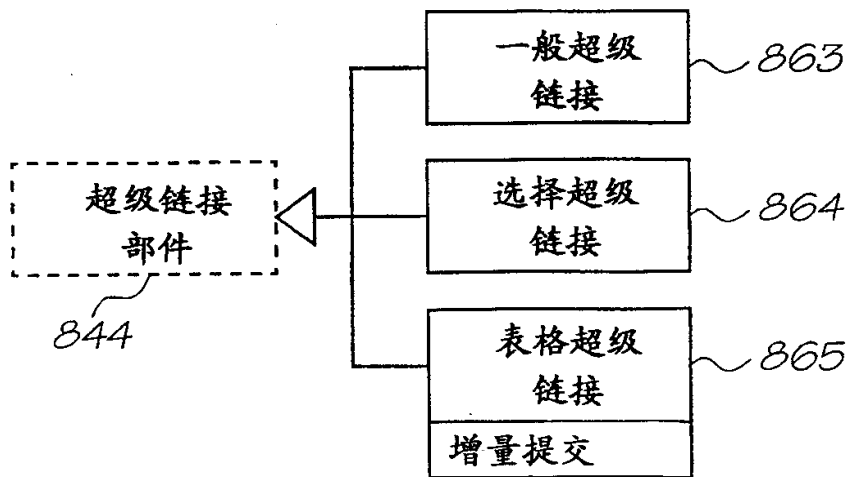 一般超级
链接
863
超级链接
部件
844
选择超级
链接
864
表格超级
链接
865
增量提交